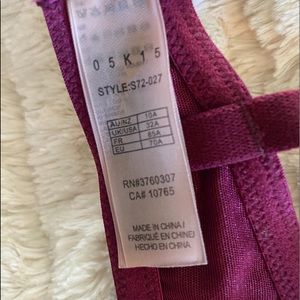 05K15
STYLE:S72-027
AU/NZ 10A
UK/USA 32A
FR 85A
EU 70A
RN#3760307
CA# 10765
MADE IN CHINA /
FABRIQUÉ EN CHINE/
HECHO EN CHINA